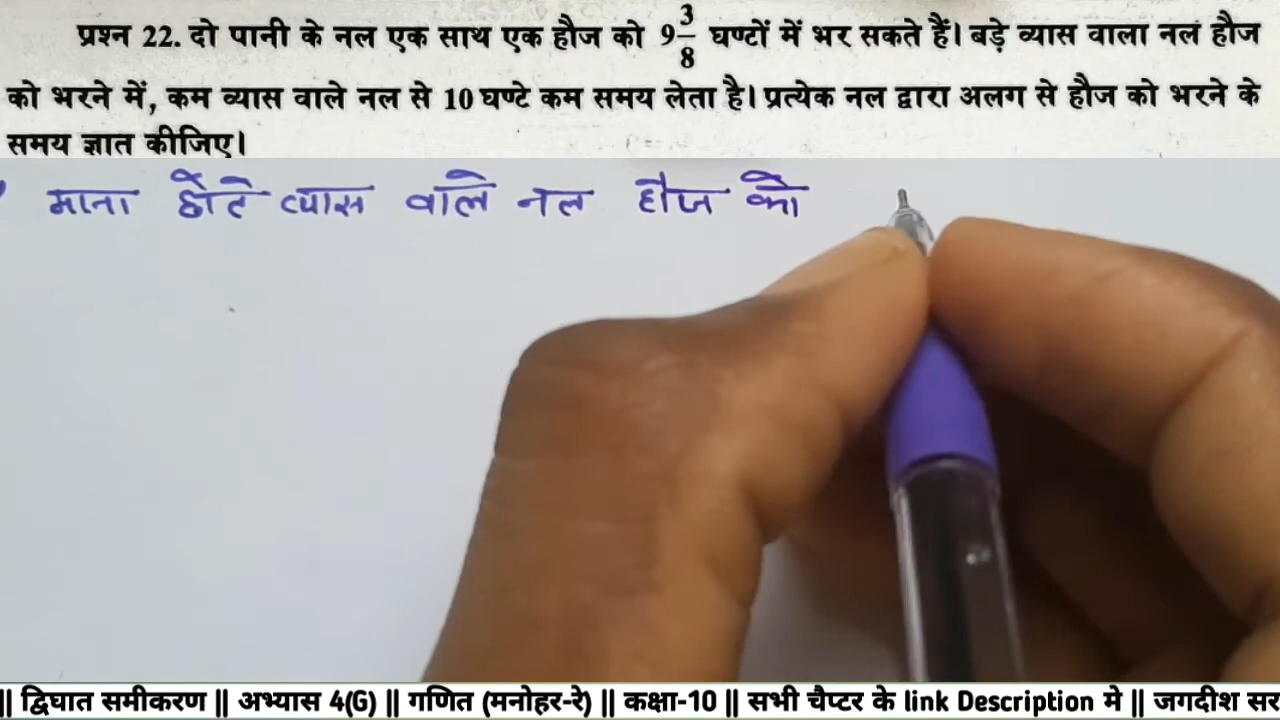 प्रश्न 22. दो पानी के नल एक साथ एक हौज को 9 3/8 घण्टों में भर सकते हैं। बड़े व्यास वाला नल हौज
को भरने में, कम व्यास वाले नल से 10 घण्टे कम समय लेता है। प्रत्येक नल द्वारा अलग से हौज को भरने के
समय ज्ञात कीजिए।
माना छोटे व्यास वाले नल हौज को
|| द्विघात समीकरण || अभ्यास 4(G) || गणित (मनोहर-रे) || कक्षा-10 || सभी चैप्टर के link Description मे || जगदीश सर